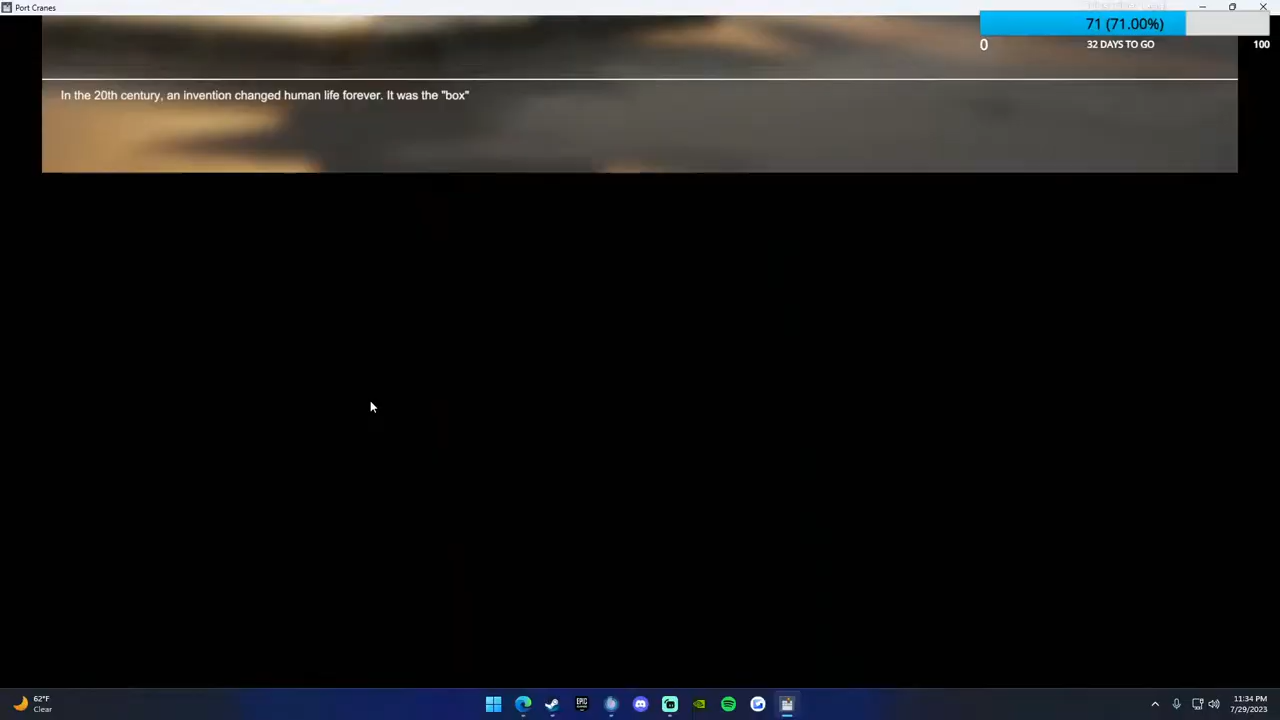 Port Cranes
71 (71.00%)
0
32 DAYS TO GO
100
In the 20th century, an invention changed human life forever. It was the "box"
EPIC
62°F
Clear
11:34 PM
7/29/2023